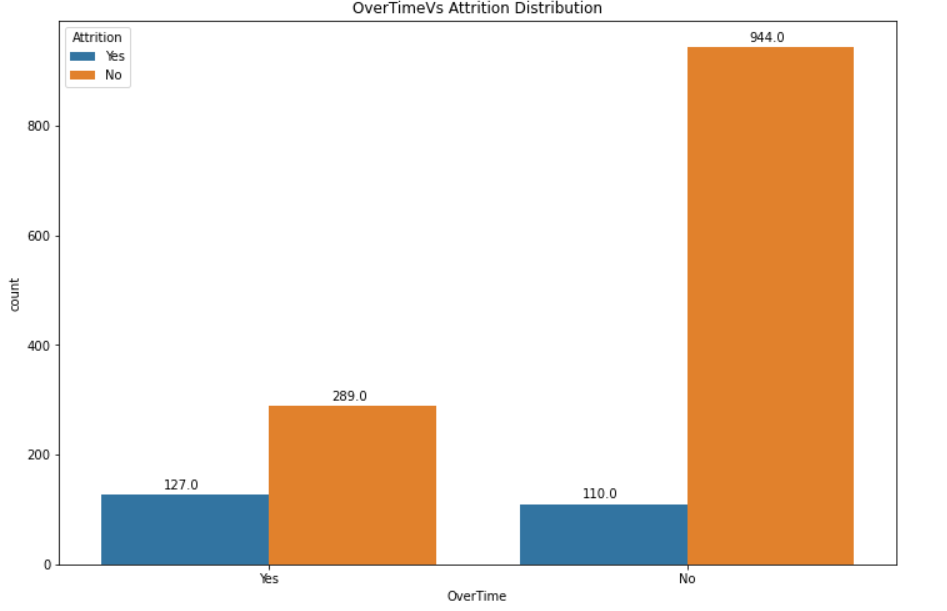 OverTimeVs Attrition Distribution
Attrition
Yes
No
944.0
800
600
count
400
289.0
200
127.0
110.0
0
Yes
No
OverTime